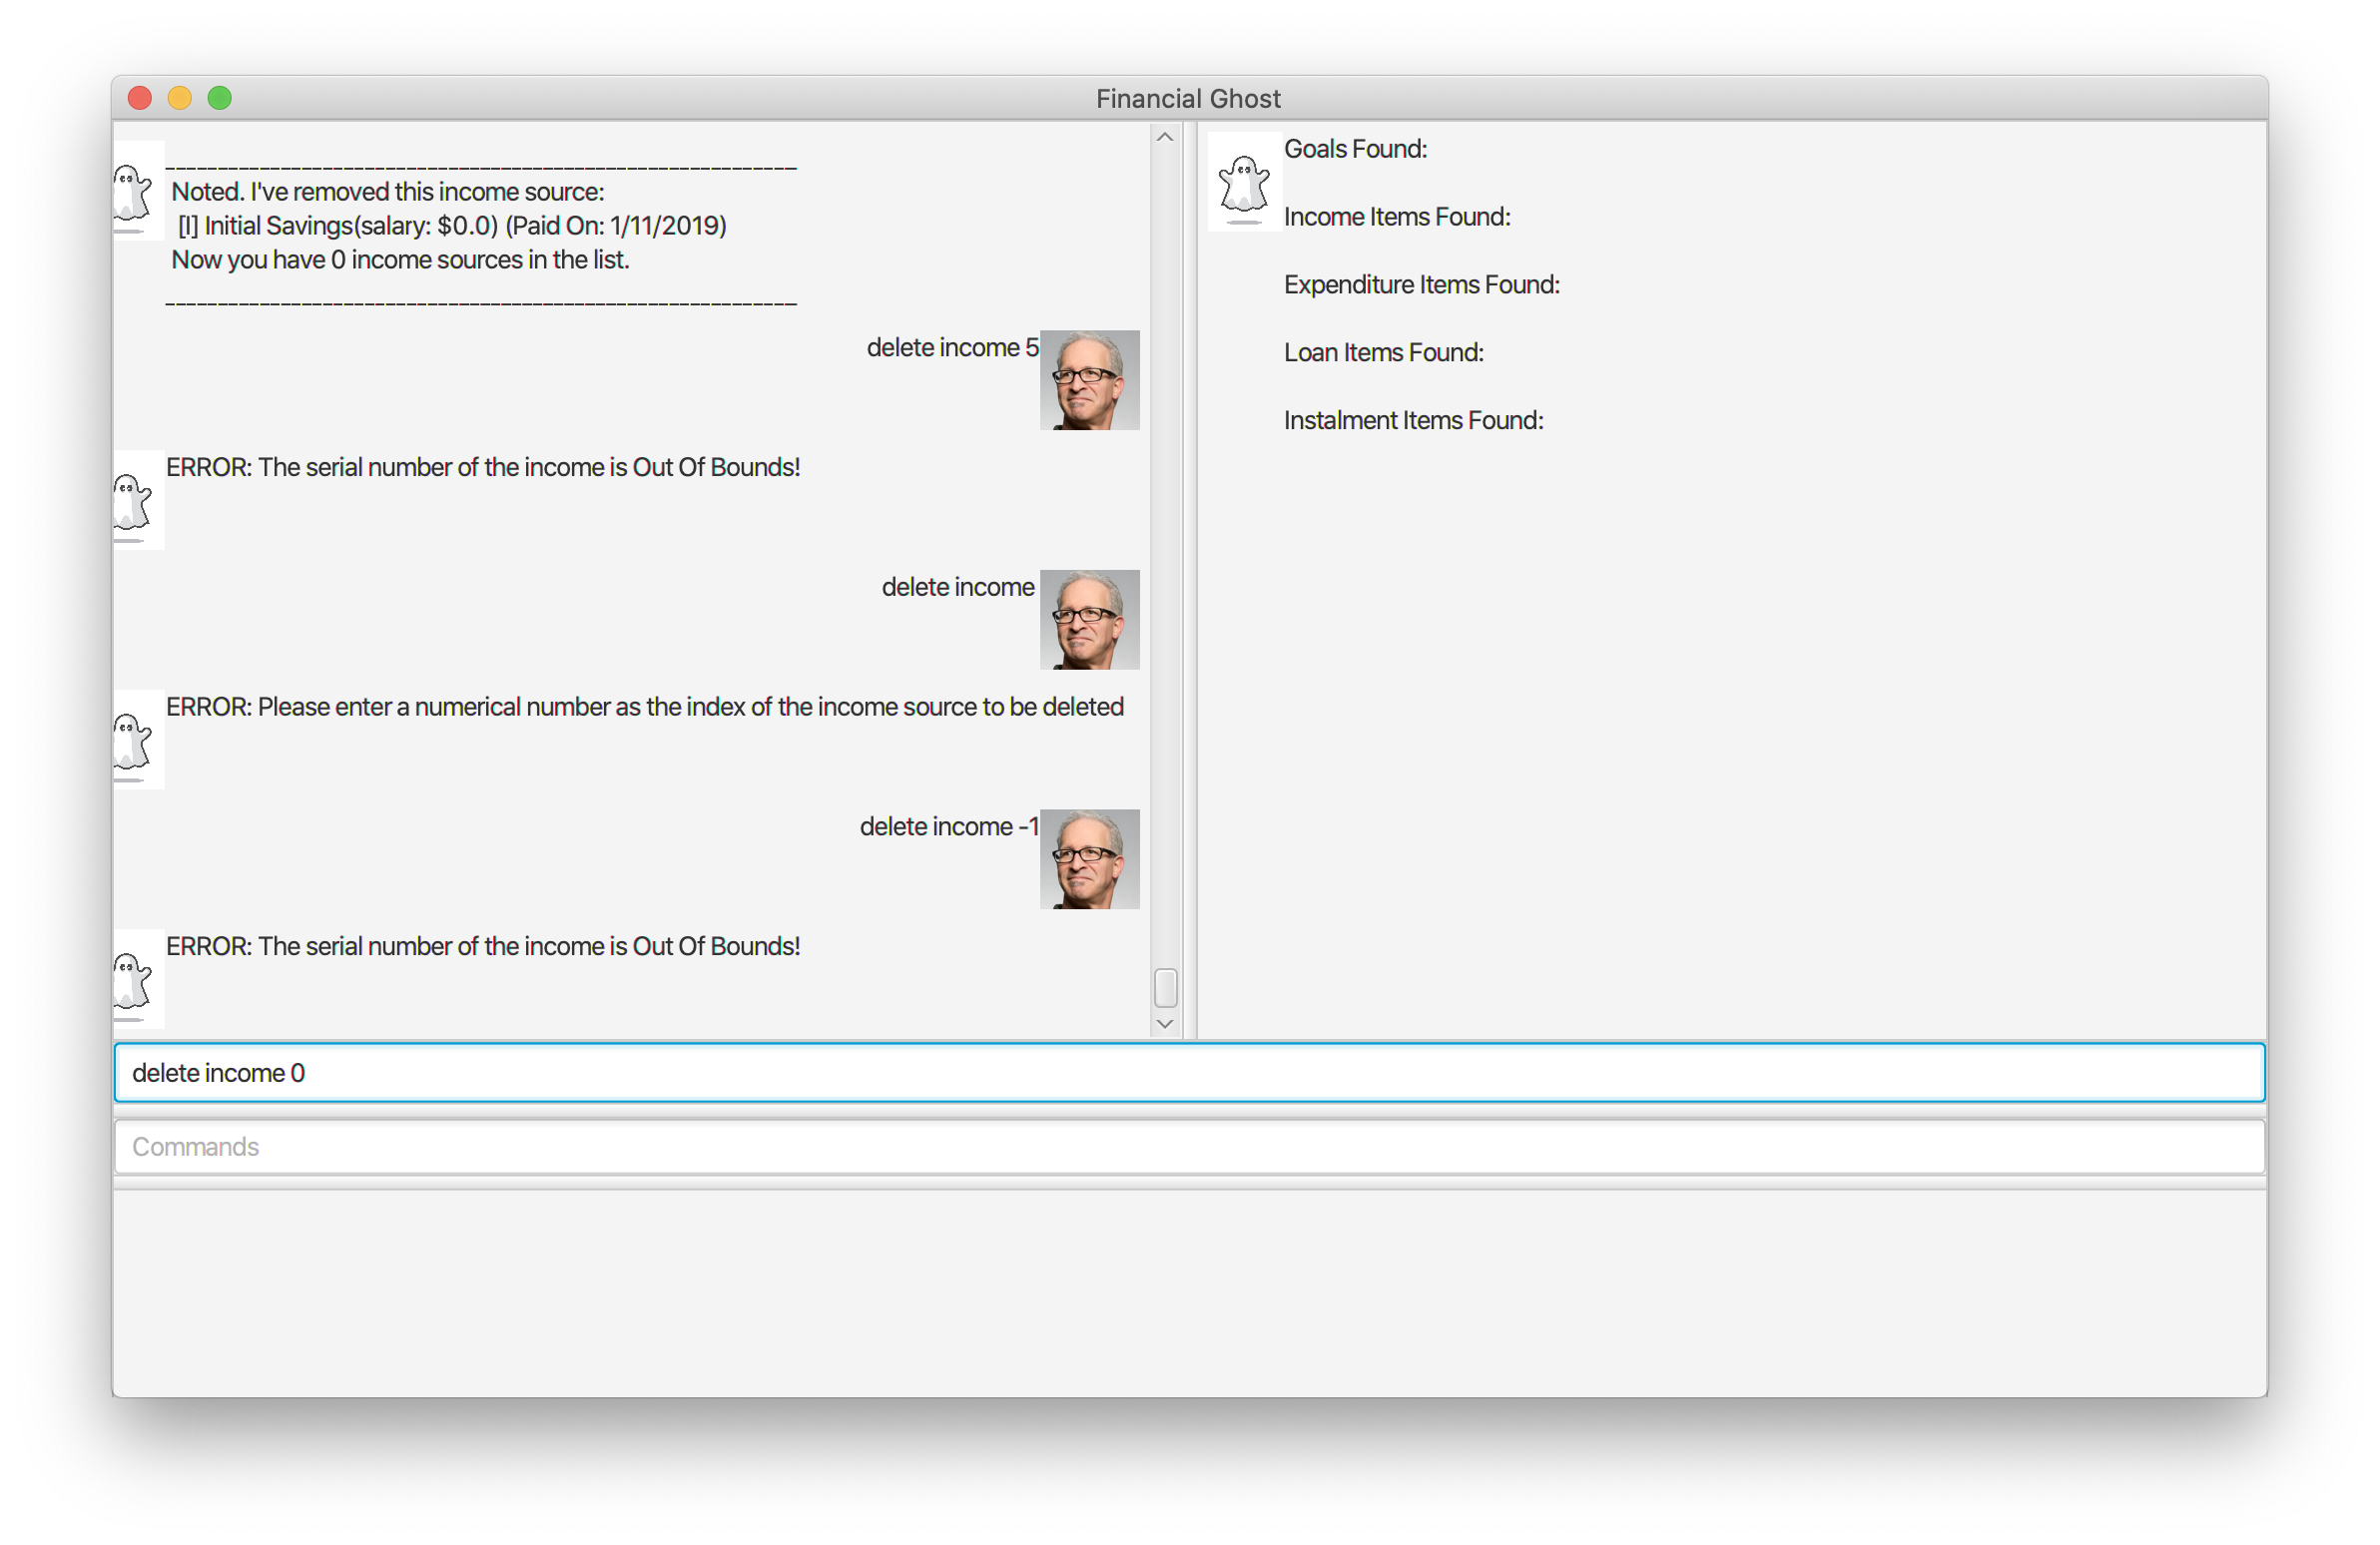 Financial Ghost
____________________________________________________________
Noted. I've removed this income source:
[I] Initial Savings(salary: $0.0) (Paid On: 1/11/2019)
Now you have 0 income sources in the list.
____________________________________________________________
delete income 5
ERROR: The serial number of the income is Out Of Bounds!
delete income
ERROR: Please enter a numerical number as the index of the income source to be deleted
delete income -1
ERROR: The serial number of the income is Out Of Bounds!
Goals Found:
Income Items Found:
Expenditure Items Found:
Loan Items Found:
Instalment Items Found:
delete income 0
Commands